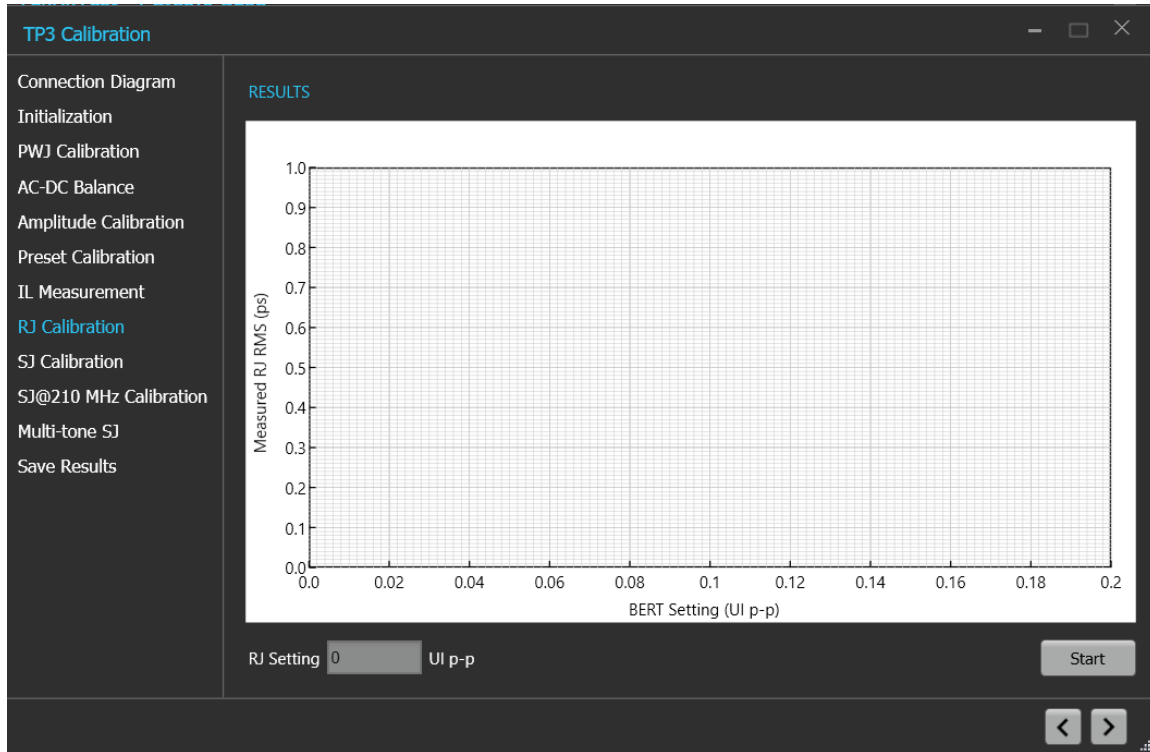 TP3 Calibration
Connection Diagram
Initialization
PWJ Calibration
AC-DC Balance
Amplitude Calibration
Preset Calibration
IL Measurement
RJ Calibration
SJ Calibration
SJ@210 MHz Calibration
Multi-tone SJ
Save Results
RESULTS
Measured RJ RMS (ps)
1.0
0.9
0.8
0.7
0.6
0.5
0.4
0.3
0.2
0.1
0.0
0.0 0.02 0.04 0.06 0.08 0.1 0.12 0.14 0.16 0.18 0.2
BERT Setting (UI p-p)
RJ Setting 0 UI p-p
Start